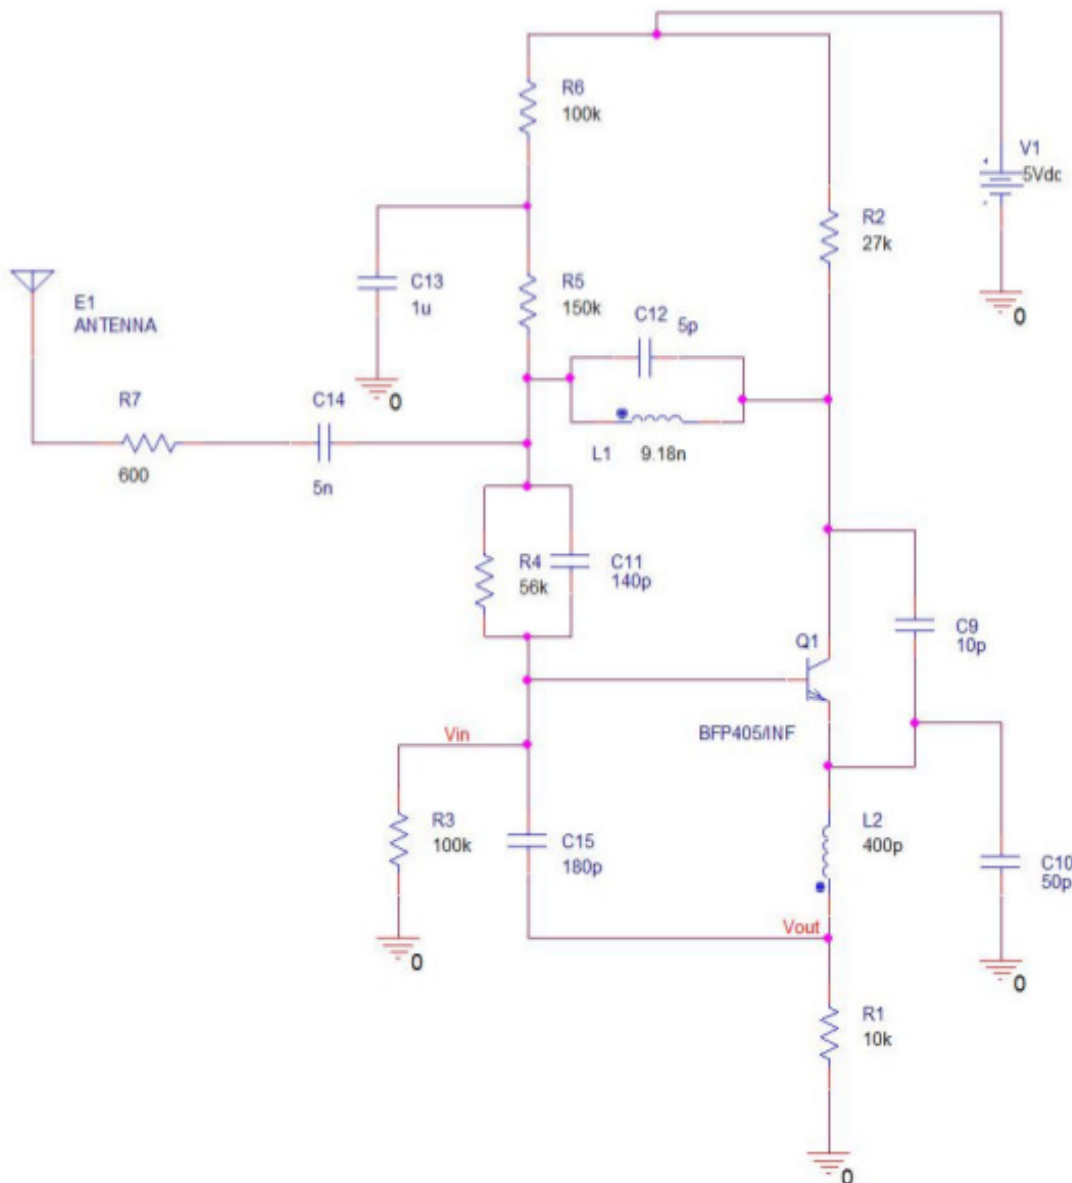 R6
100k
V1
5Vdc
R2
27k
0
E1
ANTENNA
C13
1u
R5
150k
C12
5p
0
R7
600
C14
5n
L1
9.18n
R4
56k
C11
140p
Q1
C9
10p
BFP405/INF
Vin
R3
100k
C15
180p
L2
400p
C10
50p
Vout
0
0
R1
10k
0